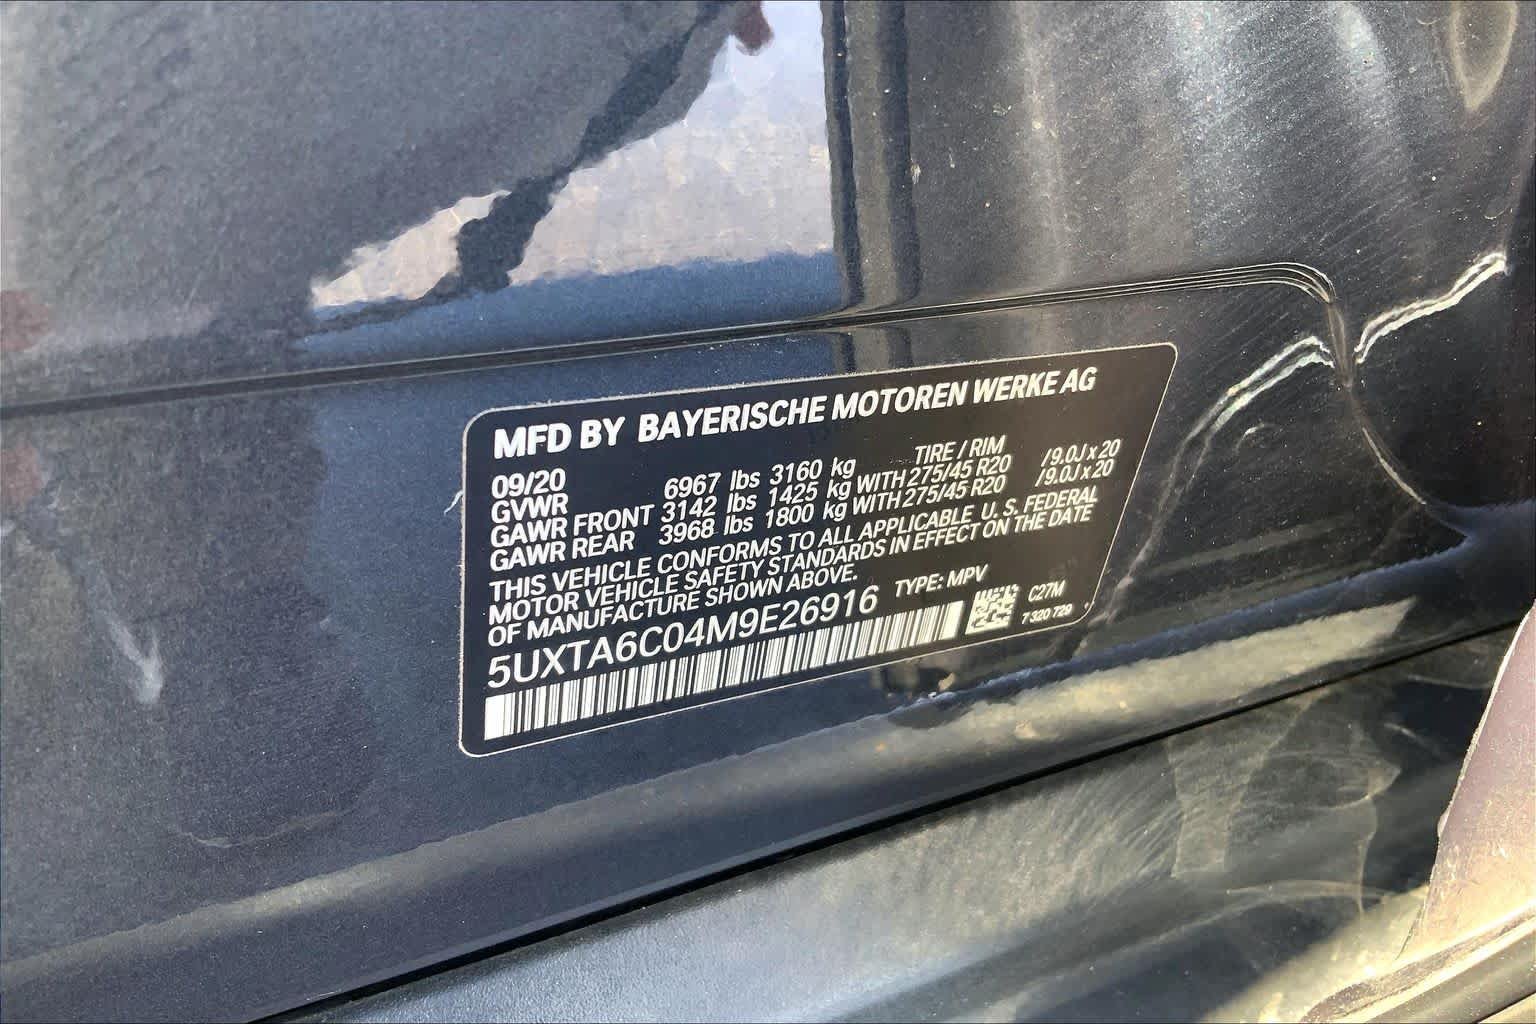 MFD BY BAYERISCHE MOTOREN WERKE AG
09/20 TIRE / RIM
GVWR 6967 lbs 3160 kg
GAWR FRONT 3142 lbs 1425 kg WITH 275/45 R20 /9.0J x 20
GAWR REAR 3968 lbs 1800 kg WITH 275/45 R20 /9.0J x 20
THIS VEHICLE CONFORMS TO ALL APPLICABLE U. S. FEDERAL
MOTOR VEHICLE SAFETY STANDARDS IN EFFECT ON THE DATE
OF MANUFACTURE SHOWN ABOVE.
5UXTA6C04M9E26916 TYPE: MPV
C27M
7 320 729